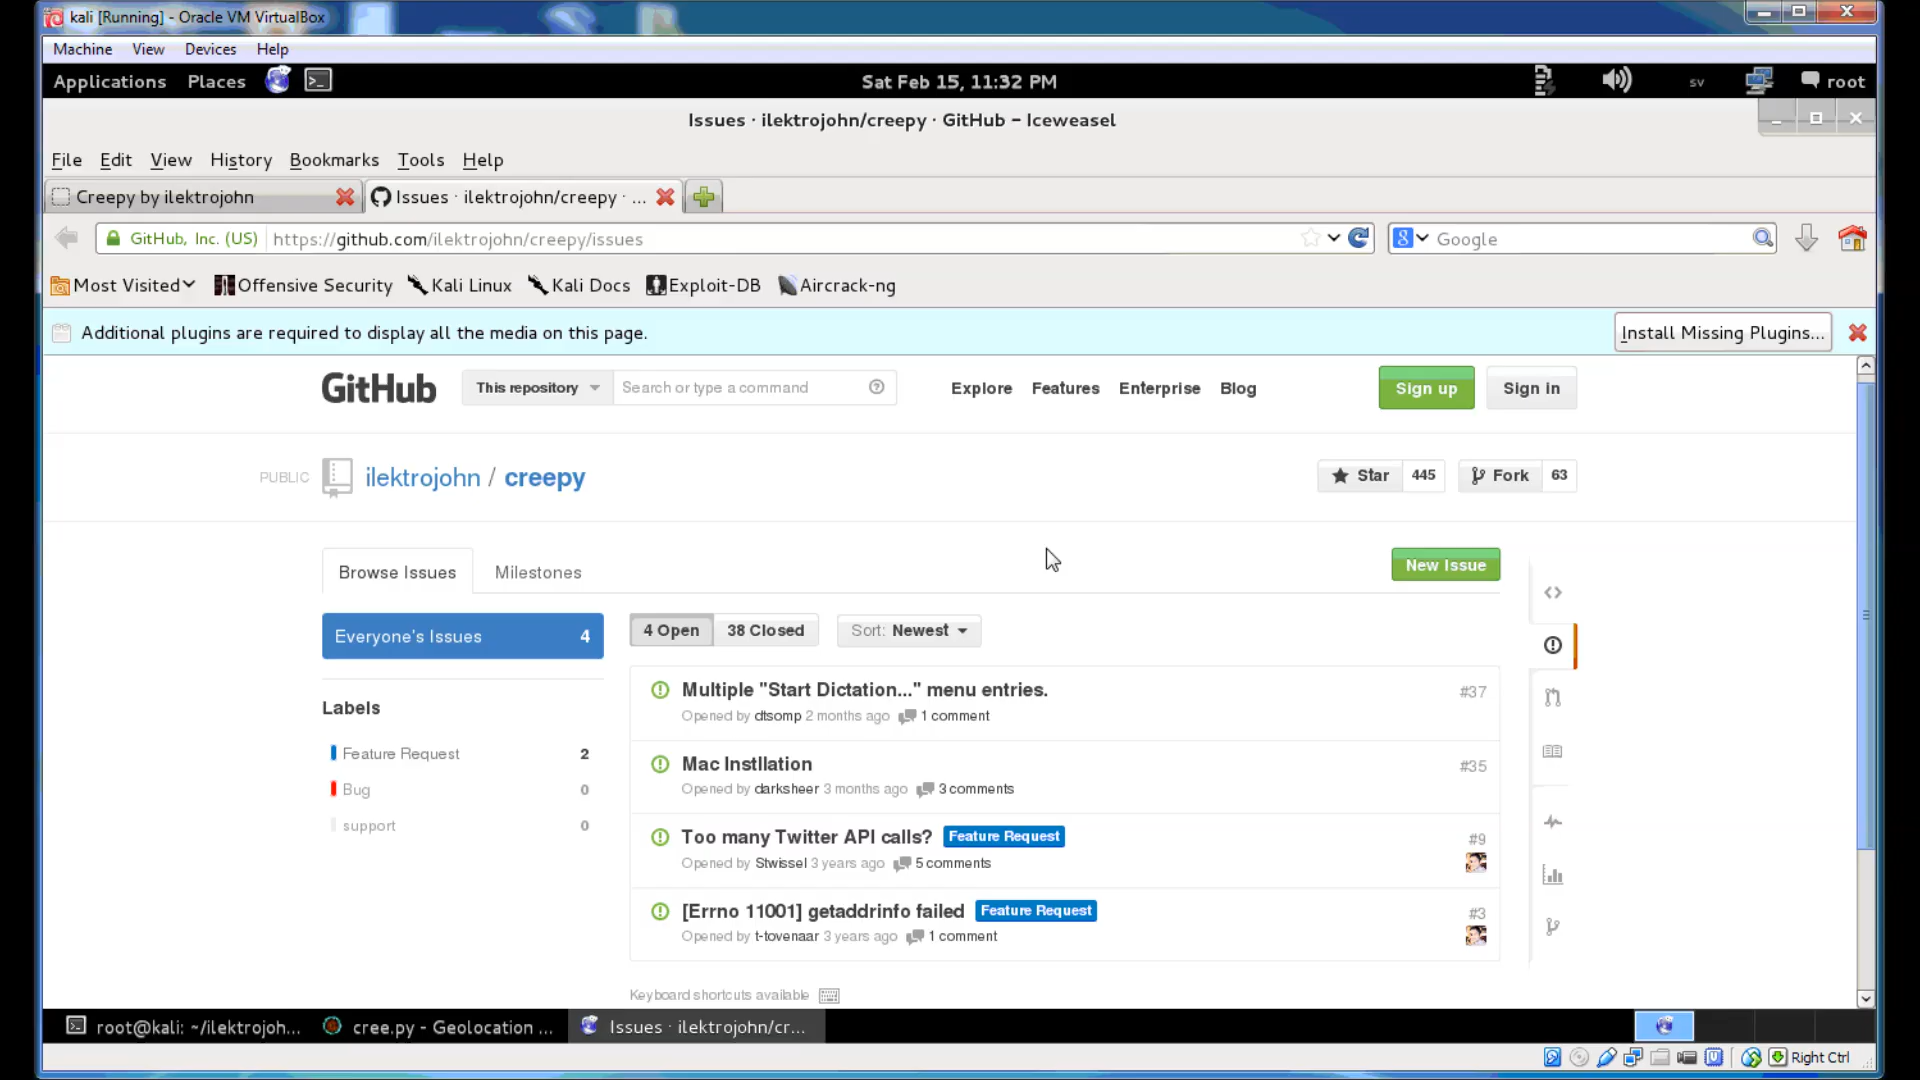 kali [Running] - Oracle VM VirtualBox
Machine View Devices Help
Applications Places Sat Feb 15, 11:32 PM sv root
Issues · ilektrojohn/creepy · GitHub - Iceweasel
File Edit View History Bookmarks Tools Help
Creepy by ilektrojohn Issues · ilektrojohn/creepy · ...
GitHub, Inc. (US) https://github.com/ilektrojohn/creepy/issues Google
Most Visited Offensive Security Kali Linux Kali Docs Exploit-DB Aircrack-ng
Additional plugins are required to display all the media on this page. Install Missing Plugins...
GitHub This repository Search or type a command Explore Features Enterprise Blog Sign up Sign in
PUBLIC ilektrojohn / creepy Star 445 Fork 63
Browse Issues Milestones New Issue
Everyone's Issues 4 4 Open 38 Closed Sort: Newest
Multiple "Start Dictation..." menu entries. #37
Opened by dtsomp 2 months ago 1 comment
Labels
Feature Request 2
Bug 0
support 0
Mac Instllation #35
Opened by darksheer 3 months ago 3 comments
Too many Twitter API calls? Feature Request #9
Opened by Stwissel 3 years ago 5 comments
[Errno 11001] getaddrinfo failed Feature Request #3
Opened by t-tovenaar 3 years ago 1 comment
Keyboard shortcuts available
root@kali: ~/ilektrojoh... cree.py - Geolocation ... Issues · ilektrojohn/cr...
Right Ctrl